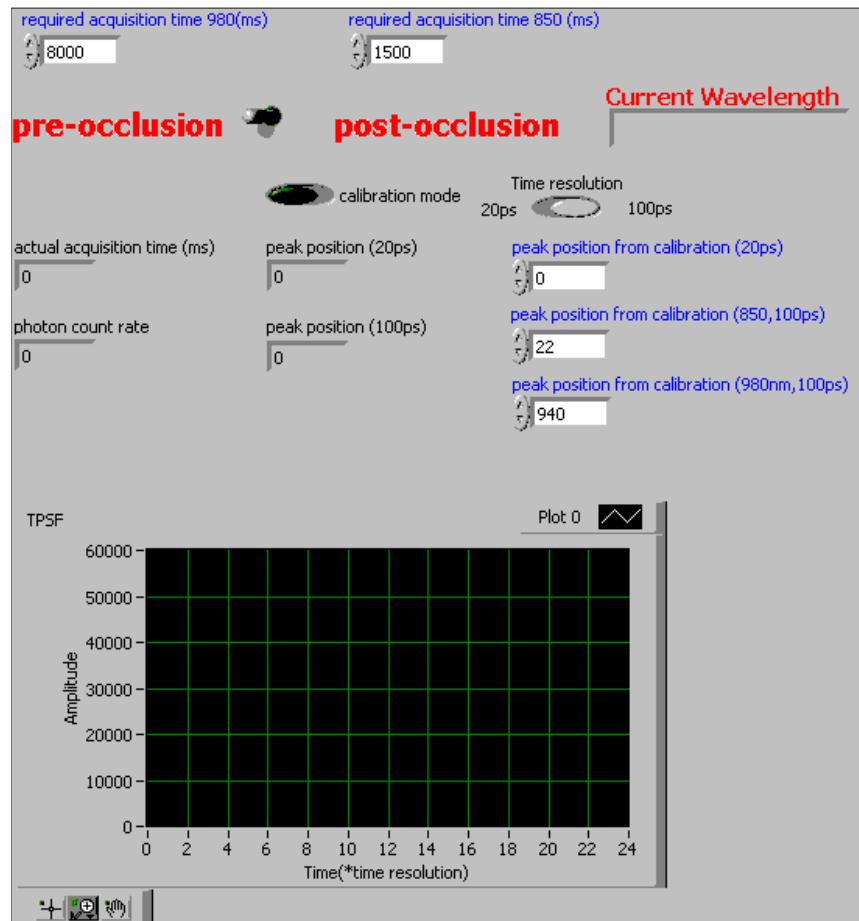 required acquisition time 980(ms) required acquisition time 850 (ms)
8000 1500
Current Wavelength
pre-occlusion post-occlusion
calibration mode
Time resolution
20ps 100ps
actual acquisition time (ms) peak position (20ps) peak position from calibration (20ps)
0 0 0
photon count rate peak position (100ps) peak position from calibration (850,100ps)
0 0 22
peak position from calibration (980nm,100ps)
940
TPSF Plot 0
60000
50000
40000
30000
20000
10000
0
Amplitude
0 2 4 6 8 10 12 14 16 18 20 22 24
Time(*time resolution)